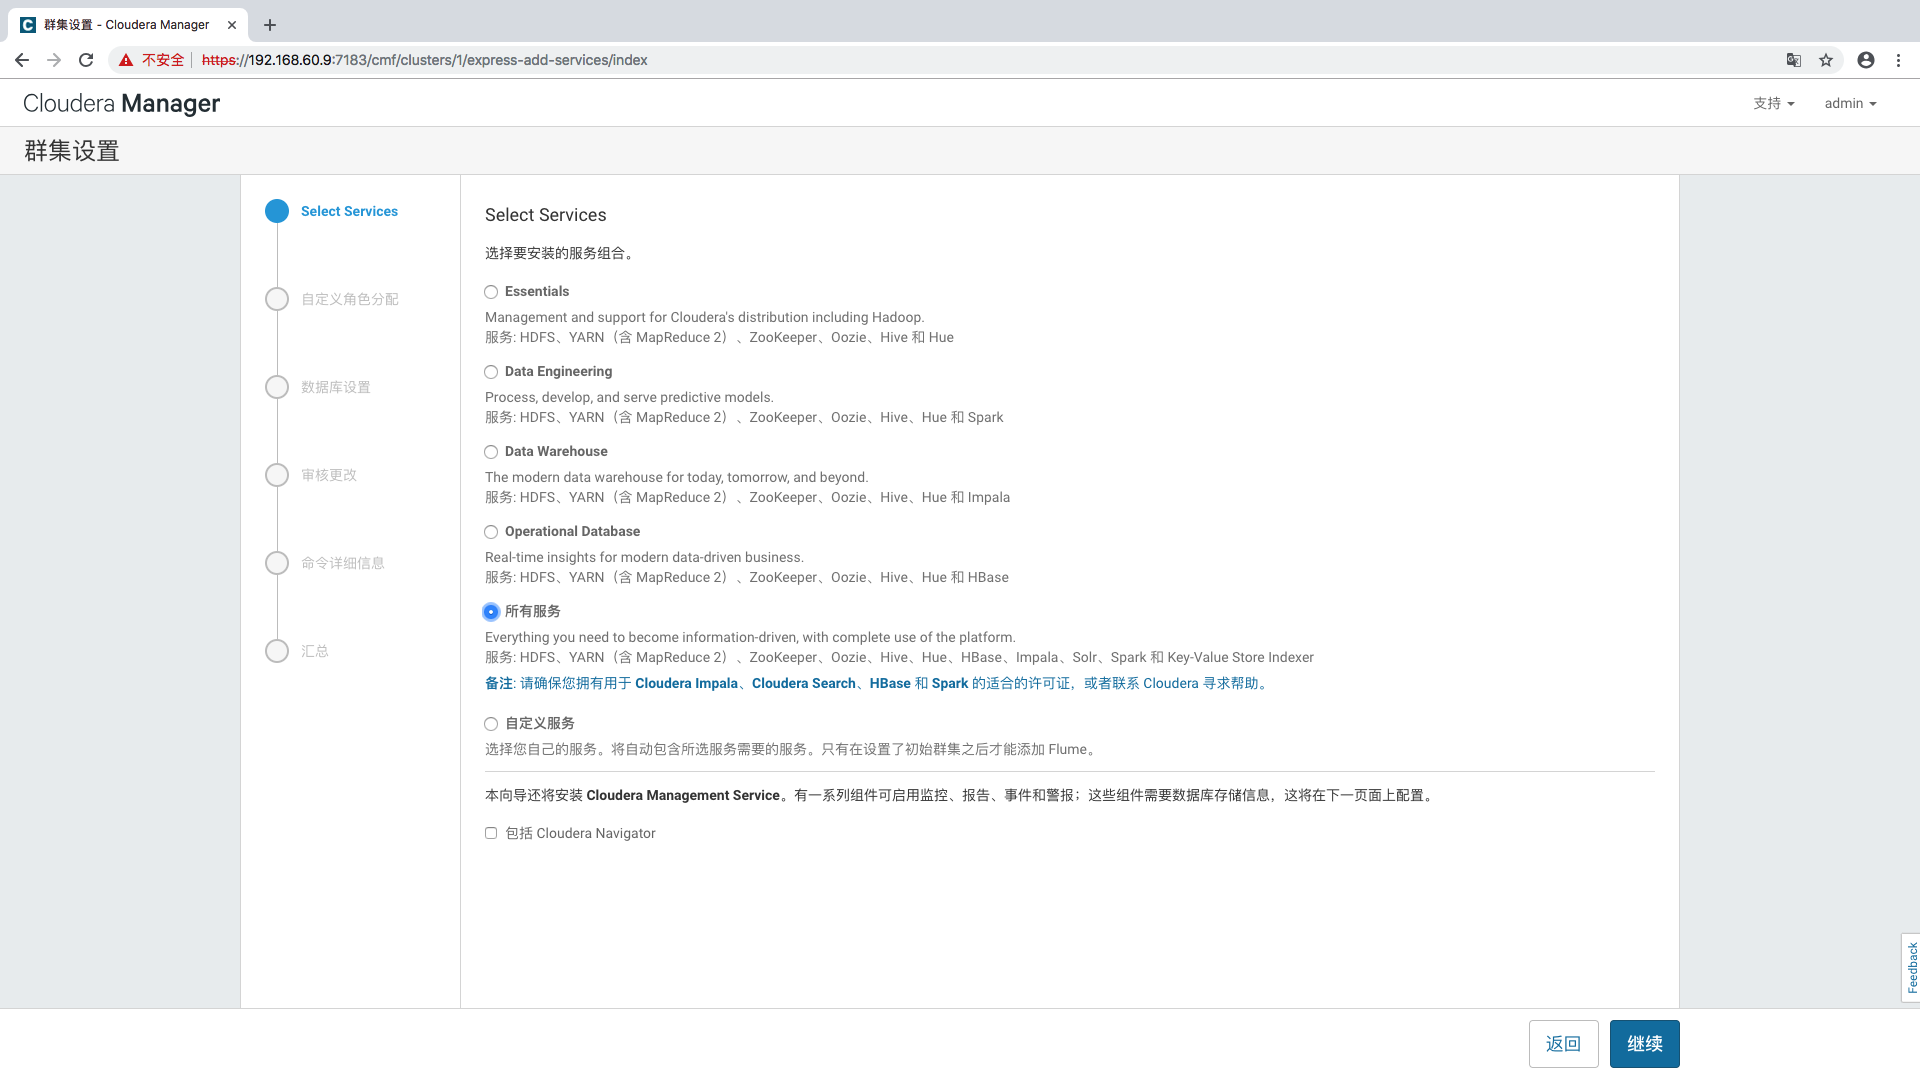 群集设置 - Cloudera Manager
不安全 https://192.168.60.9:7183/cmf/clusters/1/express-add-services/index
Cloudera Manager
支持
admin
群集设置
Select Services
自定义角色分配
数据库设置
审核更改
命令详细信息
汇总
Select Services
选择要安装的服务组合。
Essentials
Management and support for Cloudera's distribution including Hadoop.
服务: HDFS、YARN（含 MapReduce 2）、ZooKeeper、Oozie、Hive 和 Hue
Data Engineering
Process, develop, and serve predictive models.
服务: HDFS、YARN（含 MapReduce 2）、ZooKeeper、Oozie、Hive、Hue 和 Spark
Data Warehouse
The modern data warehouse for today, tomorrow, and beyond.
服务: HDFS、YARN（含 MapReduce 2）、ZooKeeper、Oozie、Hive、Hue 和 Impala
Operational Database
Real-time insights for modern data-driven business.
服务: HDFS、YARN（含 MapReduce 2）、ZooKeeper、Oozie、Hive、Hue 和 HBase
所有服务
Everything you need to become information-driven, with complete use of the platform.
服务: HDFS、YARN（含 MapReduce 2）、ZooKeeper、Oozie、Hive、Hue、HBase、Impala、Solr、Spark 和 Key-Value Store Indexer
备注: 请确保您拥有用于 Cloudera Impala、Cloudera Search、HBase 和 Spark 的适合的许可证，或者联系 Cloudera 寻求帮助。
自定义服务
选择您自己的服务。将自动包含所选服务需要的服务。只有在设置了初始群集之后才能添加 Flume。
本向导还将安装 Cloudera Management Service。有一系列组件可启用监控、报告、事件和警报；这些组件需要数据库存储信息，这将在下一页面上配置。
包括 Cloudera Navigator
Feedback
返回
继续